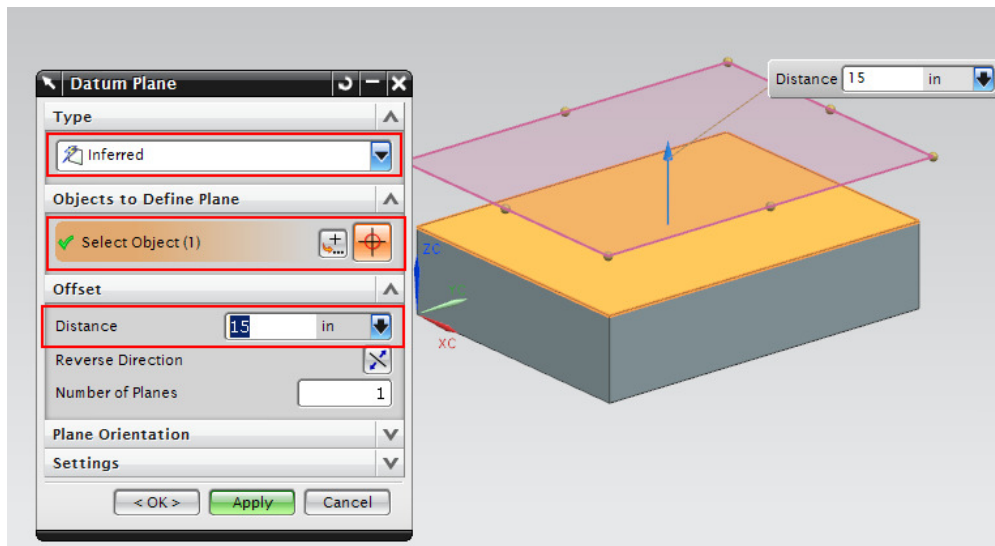 Datum Plane
Type
Inferred
Objects to Define Plane
Select Object (1)
Offset
Distance 15 in
Reverse Direction
Number of Planes 1
Plane Orientation
Settings
< OK > Apply Cancel
Distance 15 in
ZC
XC